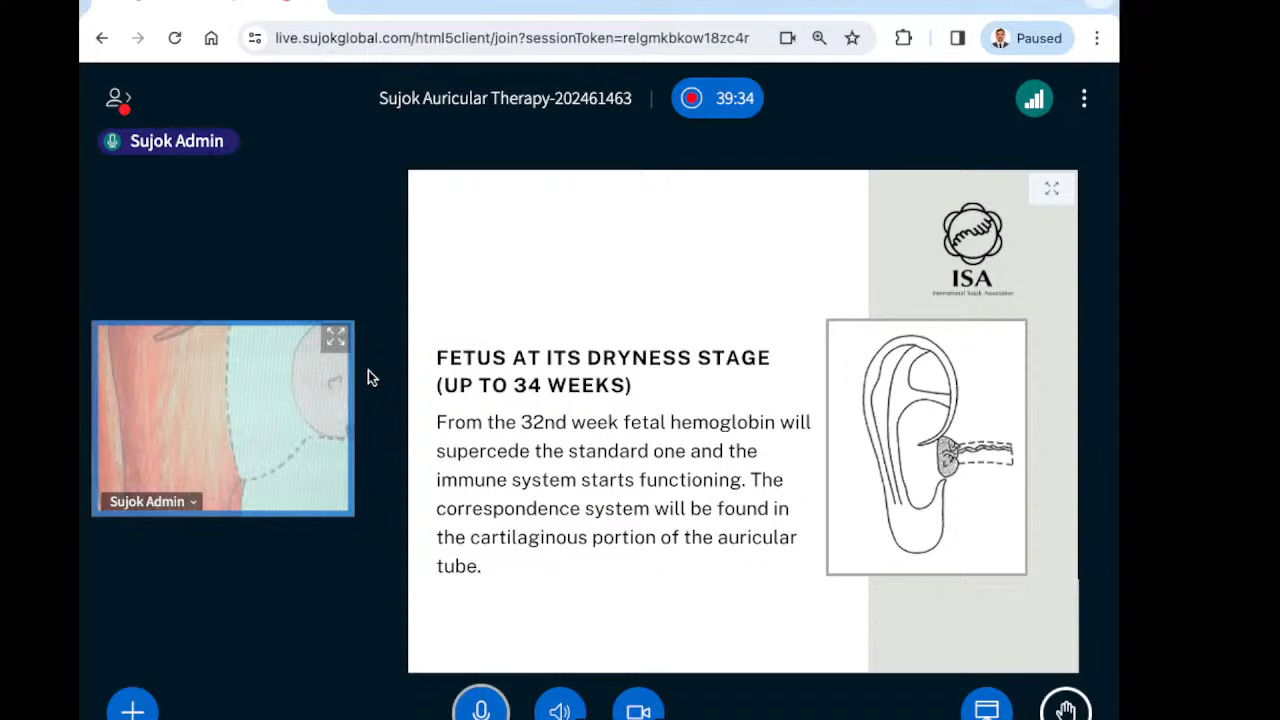 live.sujokglobal.com/html5client/join?sessionToken=relgmkbkow18zc4r
Paused
Sujok Auricular Therapy-202461463
39:34
Sujok Admin
ISA
International Sujok Association
FETUS AT ITS DRYNESS STAGE
(UP TO 34 WEEKS)
From the 32nd week fetal hemoglobin will
supercede the standard one and the
immune system starts functioning. The
correspondence system will be found in
the cartilaginous portion of the auricular
tube.
Sujok Admin